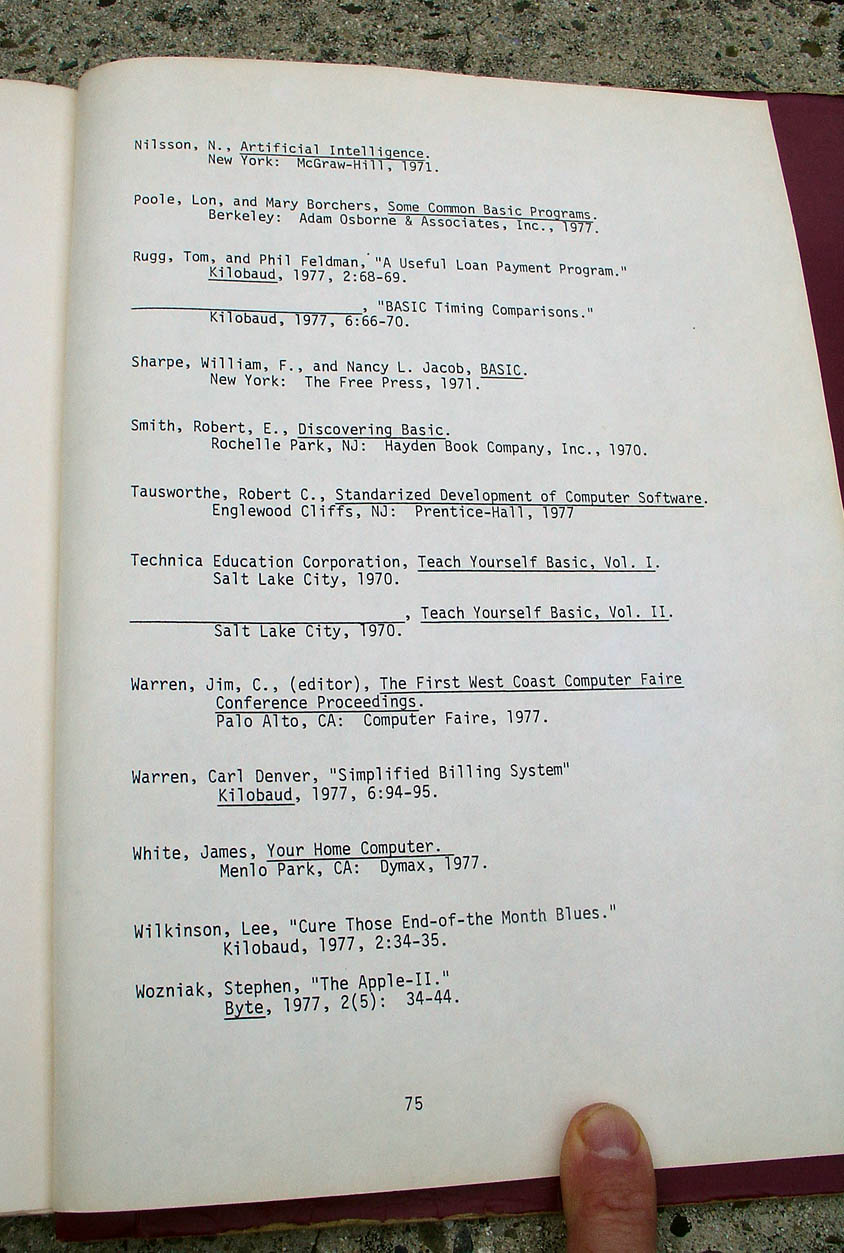 Nilsson, N., Artificial Intelligence.
New York: McGraw-Hill, 1971.
Poole, Lon, and Mary Borchers, Some Common Basic Programs.
Berkeley: Adam Osborne & Associates, Inc., 1977.
Rugg, Tom, and Phil Feldman, "A Useful Loan Payment Program."
Kilobaud, 1977, 2:68-69.
____________________, "BASIC Timing Comparisons."
Kilobaud, 1977, 6:66-70.
Sharpe, William, F., and Nancy L. Jacob, BASIC.
New York: The Free Press, 1971.
Smith, Robert, E., Discovering Basic.
Rochelle Park, NJ: Hayden Book Company, Inc., 1970.
Tausworthe, Robert C., Standarized Development of Computer Software.
Englewood Cliffs, NJ: Prentice-Hall, 1977
Technica Education Corporation, Teach Yourself Basic, Vol. I.
Salt Lake City, 1970.
____________________, Teach Yourself Basic, Vol. II.
Salt Lake City, 1970.
Warren, Jim, C., (editor), The First West Coast Computer Faire
Conference Proceedings.
Palo Alto, CA: Computer Faire, 1977.
Warren, Carl Denver, "Simplified Billing System"
Kilobaud, 1977, 6:94-95.
White, James, Your Home Computer.
Menlo Park, CA: Dymax, 1977.
Wilkinson, Lee, "Cure Those End-of-the Month Blues."
Kilobaud, 1977, 2:34-35.
Wozniak, Stephen, "The Apple-II."
Byte, 1977, 2(5): 34-44.
75